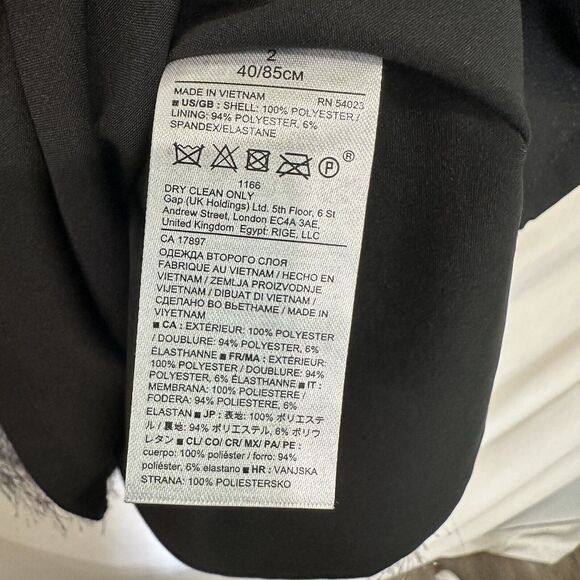 2
40/85CM
MADE IN VIETNAM RN 54023
■ US/GB : SHELL: 100% POLYESTER /
LINING: 94% POLYESTER, 6%
SPANDEX/ELASTANE
P ®
1166
DRY CLEAN ONLY
Gap (UK Holdings) Ltd. 5th Floor, 6 St
Andrew Street, London EC4A 3AE,
United Kingdom Egypt: RIGE, LLC
CA 17897
ОДЕЖДА ВТОРОГО СЛОЯ
FABRIQUE AU VIETNAM / HECHO EN
VIETNAM / ZEMLJA PROIZVODNJE
VIJETNAM / DIBUAT DI VIETNAM /
СДЕЛАНО ВО ВЬЕТНАМЕ / MADE IN
VIYETNAM
■ CA : EXTÉRIEUR: 100% POLYESTER
/ DOUBLURE: 94% POLYESTER, 6%
ÉLASTHANNE ■ FR/MA : EXTÉRIEUR:
100% POLYESTER / DOUBLURE: 94%
POLYESTER, 6% ÉLASTHANNE ■ IT :
MEMBRANA: 100% POLIESTERE /
FODERA: 94% POLIESTERE, 6%
ELASTAN ■ JP : 表地: 100% ポリエステ
ル / 裏地: 94% ポリエステル, 6% ポリウ
レタン ■ CL/ CO/ CR/ MX/ PA/ PE :
cuerpo: 100% poliéster / forro: 94%
poliéster, 6% elastano ■ HR : VANJSKA
STRANA: 100% POLIESTERSKO